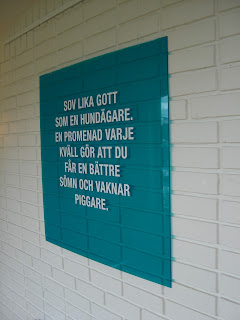 SOV LIKA GOTT
SOM EN HUNDÄGARE.
EN PROMENAD VARJE
KVÄLL GÖR ATT DU
FÅR EN BÄTTRE
SÖMN OCH VAKNAR
PIGGARE.